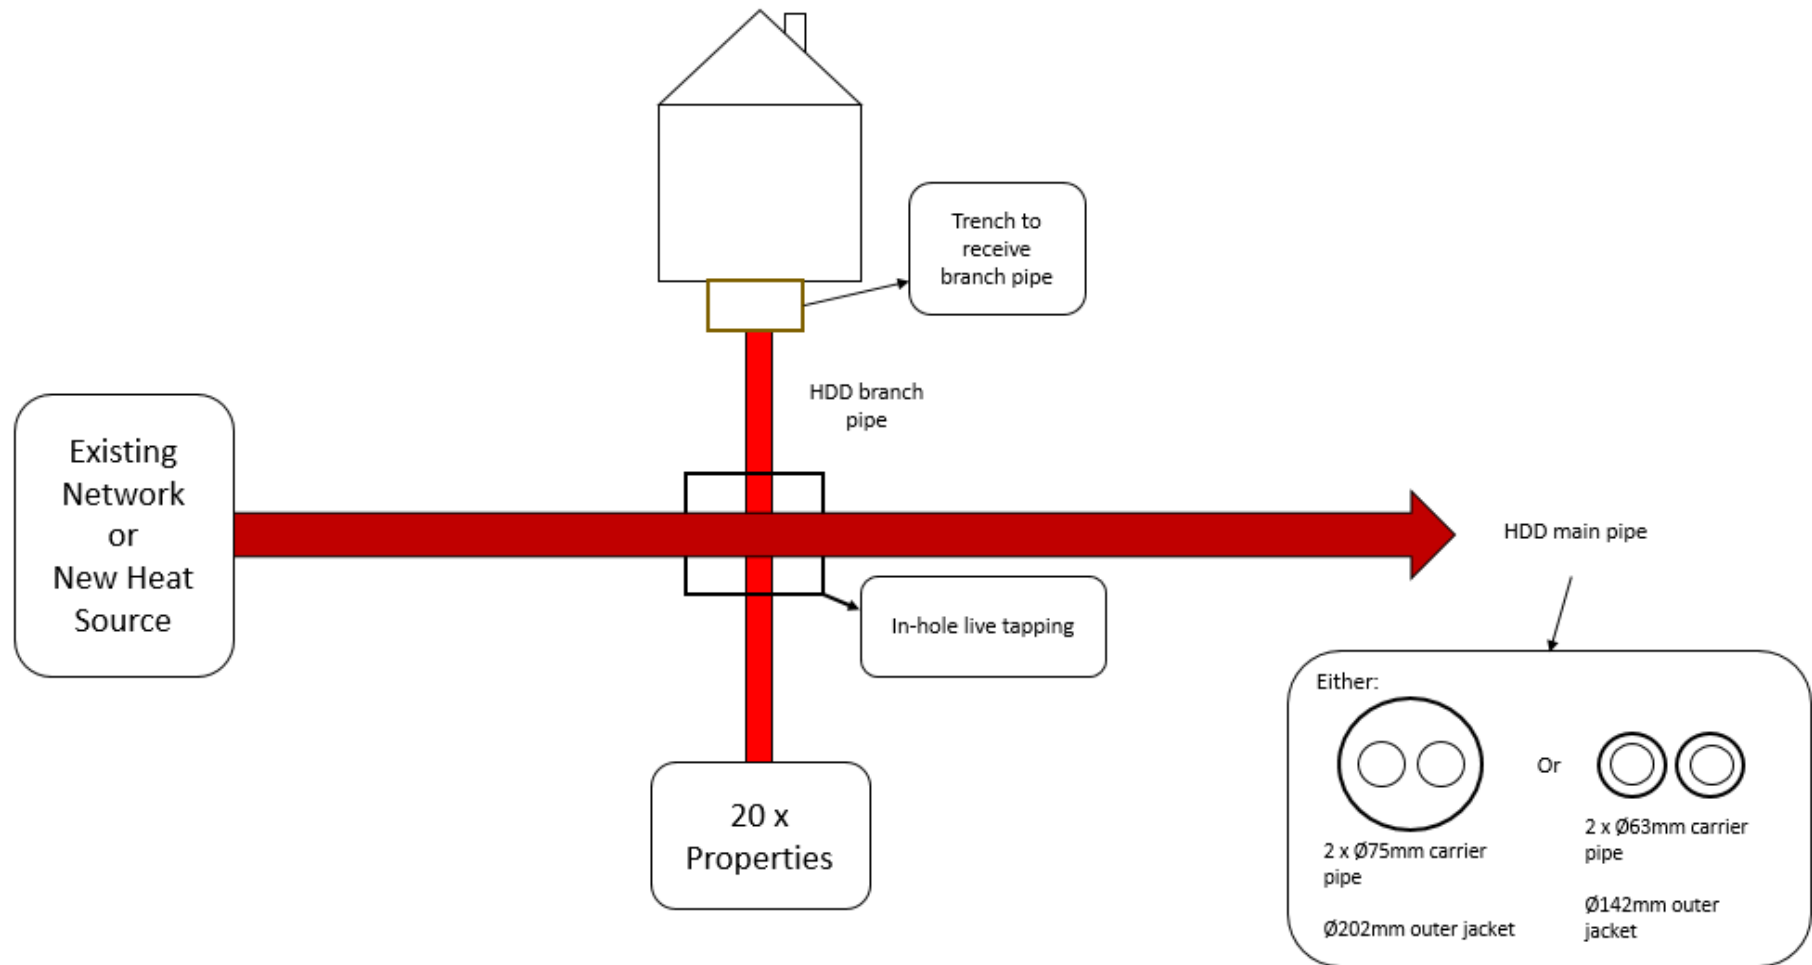 Trench to
receive
branch pipe
HDD branch
pipe
Existing
Network
or
New Heat
Source
HDD main pipe
In-hole live tapping
Either:
Or
2 x Ø75mm carrier
pipe
Ø202mm outer jacket
2 x Ø63mm carrier
pipe
Ø142mm outer
jacket
20 x
Properties